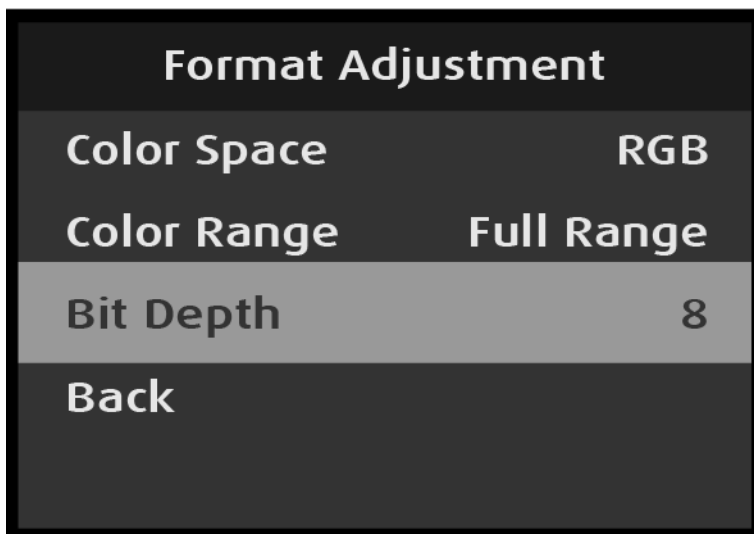 Format Adjustment
Color Space RGB
Color Range Full Range
Bit Depth 8
Back